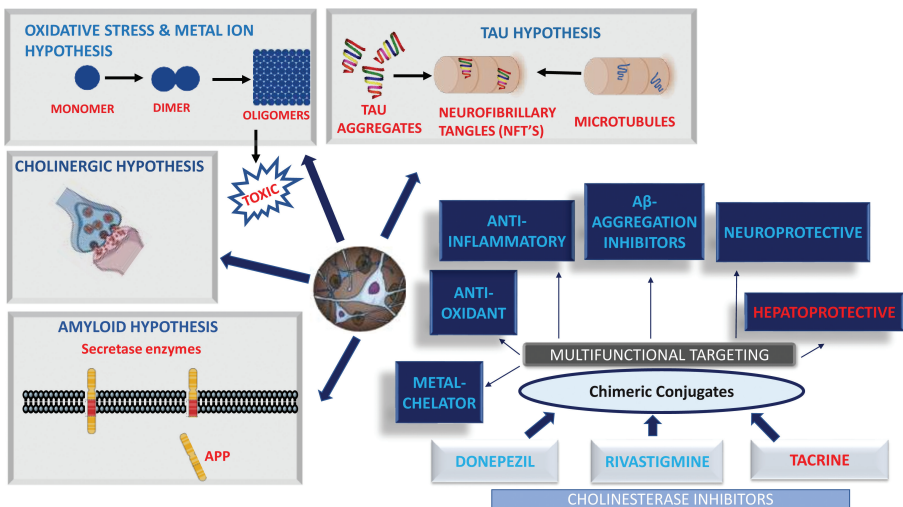 OXIDATIVE STRESS & METAL ION
HYPOTHESIS
MONOMER
DIMER
OLIGOMERS
TOXIC
TAU HYPOTHESIS
TAU
AGGREGATES
NEUROFIBRILLARY
TANGLES (NFT'S)
MICROTUBULES
CHOLINERGIC HYPOTHESIS
AMYLOID HYPOTHESIS
Secretase enzymes
APP
ANTI-
INFLAMMATORY
Aβ-
AGGREGATION
INHIBITORS
NEUROPROTECTIVE
ANTI-
OXIDANT
HEPATOPROTECTIVE
METAL-
CHELATOR
MULTIFUNCTIONAL TARGETING
Chimeric Conjugates
DONEPEZIL
RIVASTIGMINE
TACRINE
CHOLINESTERASE INHIBITORS